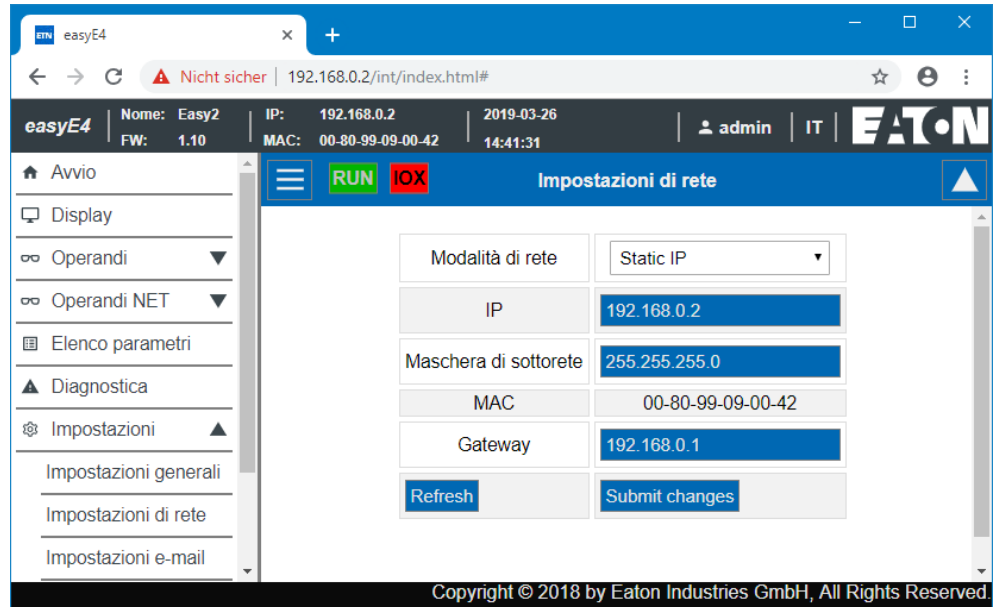 ETN easyE4
Nicht sicher | 192.168.0.2/int/index.html#
easyE4 Nome: Easy2 IP: 192.168.0.2 2019-03-26 admin IT EATON
FW: 1.10 MAC: 00-80-99-09-00-42 14:41:31
Avvio
Display
Operandi
Operandi NET
Elenco parametri
Diagnostica
Impostazioni
Impostazioni generali
Impostazioni di rete
Impostazioni e-mail
RUN IOX Impostazioni di rete
Modalità di rete Static IP
IP 192.168.0.2
Maschera di sottorete 255.255.255.0
MAC 00-80-99-09-00-42
Gateway 192.168.0.1
Refresh Submit changes
Copyright © 2018 by Eaton Industries GmbH, All Rights Reserved.